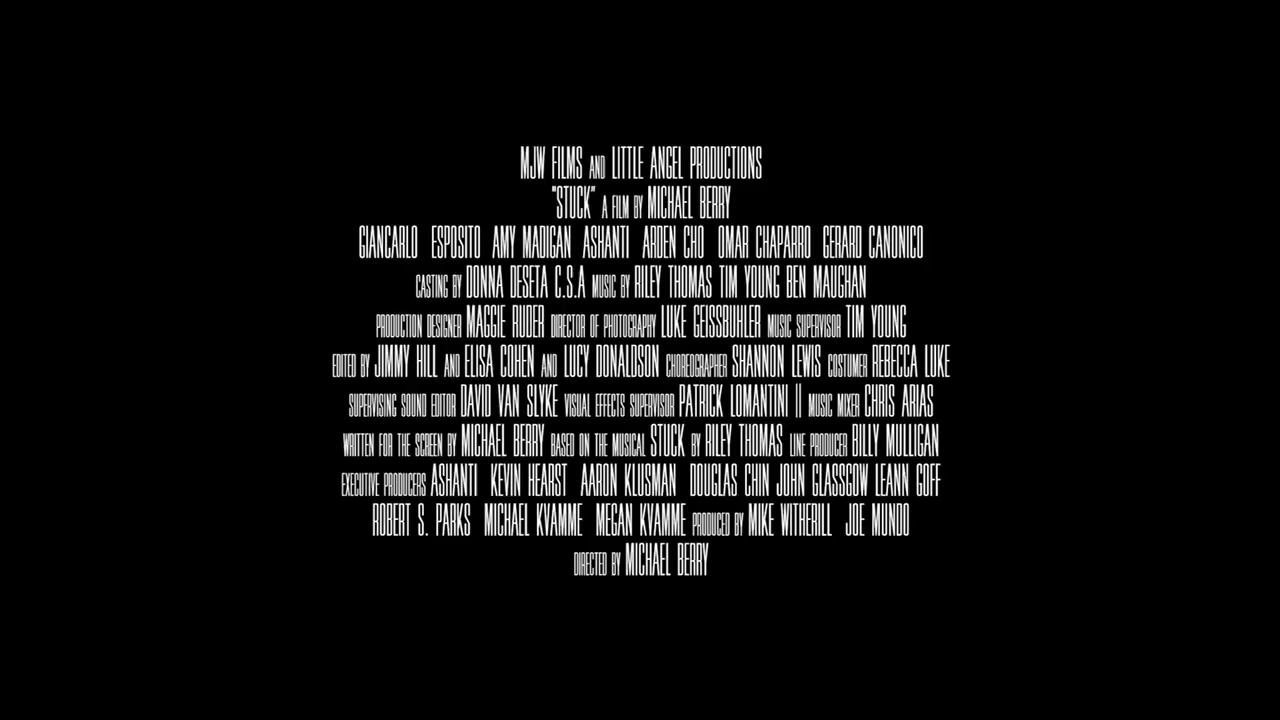 MJW FILMS AND LITTLE ANGEL PRODUCTIONS
"STUCK" A FILM BY MICHAEL BERRY
GIANCARLO ESPOSITO AMY MADIGAN ASHANTI ARDEN CHO OMAR CHAPARRO GERARD CANONICO
CASTING BY DONNA DESETA C.S.A MUSIC BY RILEY THOMAS TIM YOUNG BEN MAUGHAN
PRODUCTION DESIGNER MAGGIE RUDER DIRECTOR OF PHOTOGRAPHY LUKE GEISSBUHLER MUSIC SUPERVISOR TIM YOUNG
EDITED BY JIMMY HILL AND ELISA COHEN AND LUCY DONALDSON CHOREOGRAPHER SHANNON LEWIS COSTUMER REBECCA LUKE
SUPERVISING SOUND EDITOR DAVID VAN SLYKE VISUAL EFFECTS SUPERVISOR PATRICK LOMANTINI || MUSIC MIXER CHRIS ARIAS
WRITTEN FOR THE SCREEN BY MICHAEL BERRY BASED ON THE MUSICAL STUCK BY RILEY THOMAS LINE PRODUCER BILLY MULLIGAN
EXECUTIVE PRODUCERS ASHANTI KEVIN HEARST AARON KLUSMAN DOUGLAS CHIN JOHN GLASSGOW LEANN GOFF
ROBERT S. PARKS MICHAEL KVAMME MEGAN KVAMME PRODUCED BY MIKE WITHERILL JOE MUNDO
DIRECTED BY MICHAEL BERRY